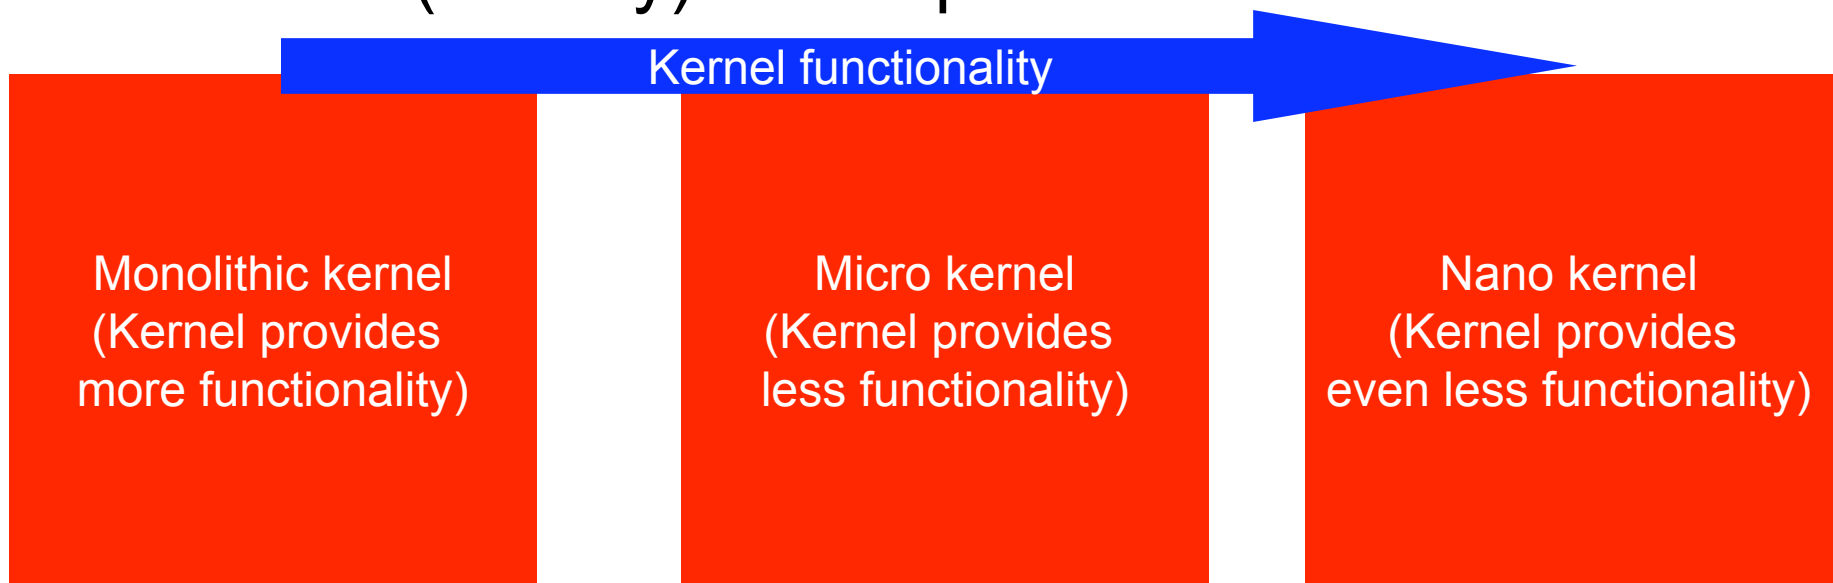 Kernel functionality
Monolithic kernel
(Kernel provides
more functionality)
Micro kernel
(Kernel provides
less functionality)
Nano kernel
(Kernel provides
even less functionality)